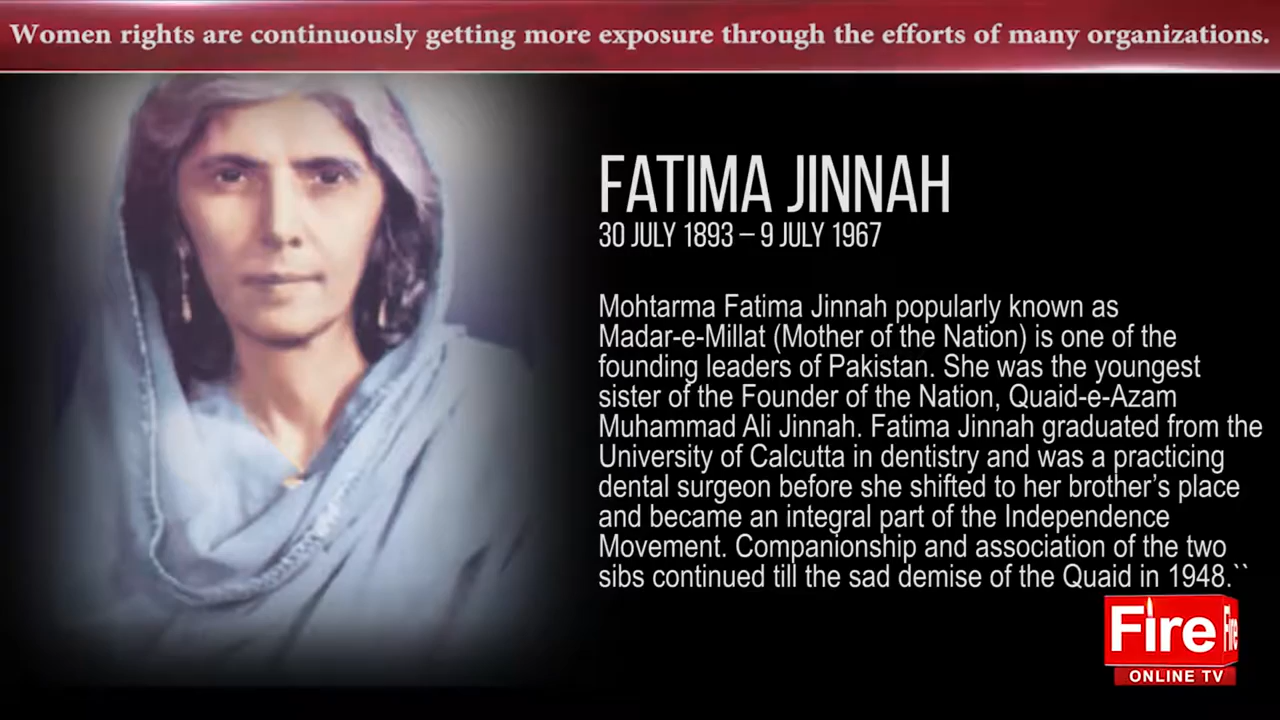 Women rights are continuously getting more exposure through the efforts of many organizations.
FATIMA JINNAH
30 JULY 1893 – 9 JULY 1967
Mohtarma Fatima Jinnah popularly known as
Madar-e-Millat (Mother of the Nation) is one of the
founding leaders of Pakistan. She was the youngest
sister of the Founder of the Nation, Quaid-e-Azam
Muhammad Ali Jinnah. Fatima Jinnah graduated from the
University of Calcutta in dentistry and was a practicing
dental surgeon before she shifted to her brother's place
and became an integral part of the Independence
Movement. Companionship and association of the two
sibs continued till the sad demise of the Quaid in 1948.``
Fire
Fire
ONLINE TV